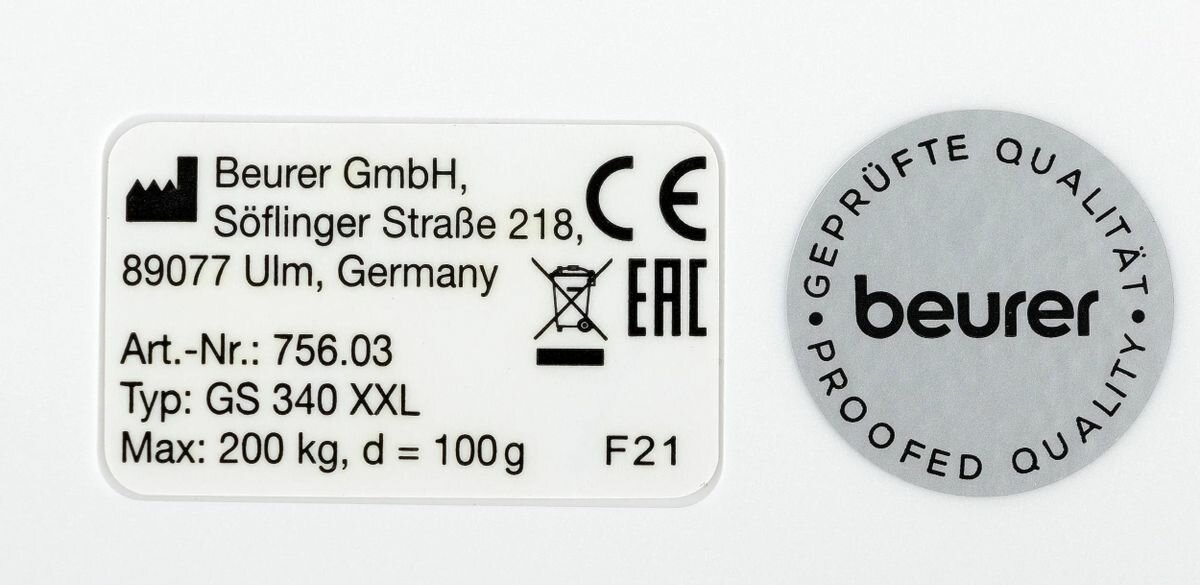 Beurer GmbH,
Söflinger Straße 218,
89077 Ulm, Germany
CE
EAC
Art.-Nr.: 756.03
Typ: GS 340 XXL
Max: 200 kg, d = 100 g
F21
GEPRÜFTE QUALITÄT
beurer
PROOFED QUALITY